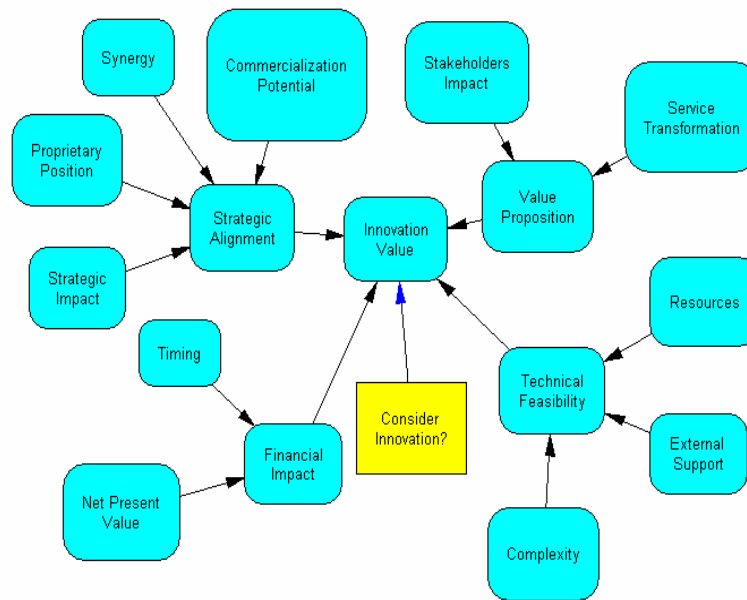 Synergy
Commercialization
Potential
Stakeholders
Impact
Service
Transformation
Proprietary
Position
Strategic
Alignment
Innovation
Value
Value
Proposition
Strategic
Impact
Resources
Timing
Technical
Feasibility
Consider
Innovation?
External
Support
Financial
Impact
Net Present
Value
Complexity